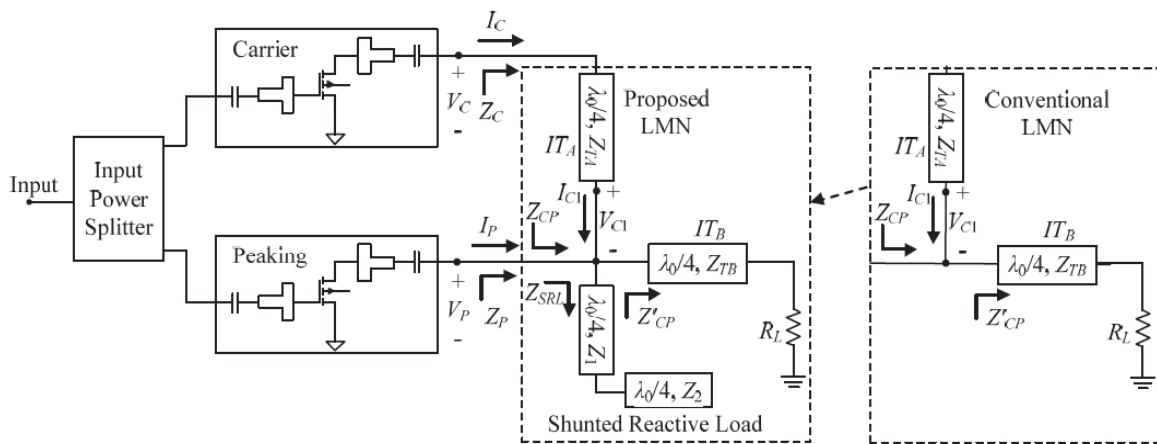 Input
Input
Power
Splitter
Carrier
I_C
+
V_C
-
Z_C
Peaking
I_P
+
V_P
-
Z_P
λ₀/4, Z_TA
IT_A
Proposed
LMN
I_C1
+
V_C1
-
Z_CP
IT_B
λ₀/4, Z_TB
Z_SRL
Z'_CP
λ₀/4, Z₁
R_L
λ₀/4, Z₂
Shunted Reactive Load
λ₀/4, Z_TA
IT_A
Conventional
LMN
I_C1
+
V_C1
-
Z_CP
IT_B
λ₀/4, Z_TB
Z'_CP
R_L